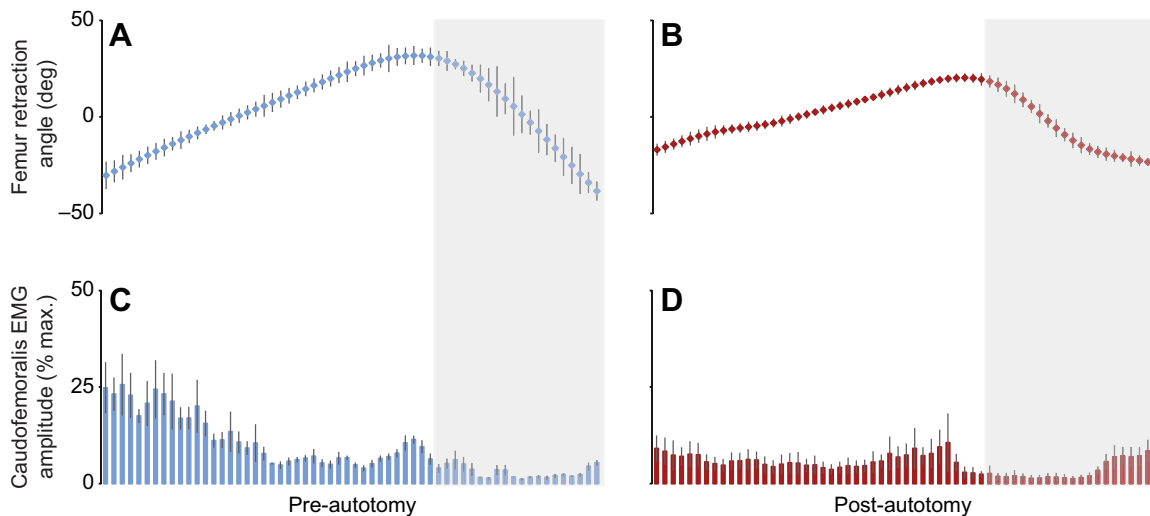 A
B
Femur retraction
angle (deg)
50
0
–50
C
D
Caudofemoralis EMG
amplitude (% max.)
50
25
0
Pre-autotomy
Post-autotomy